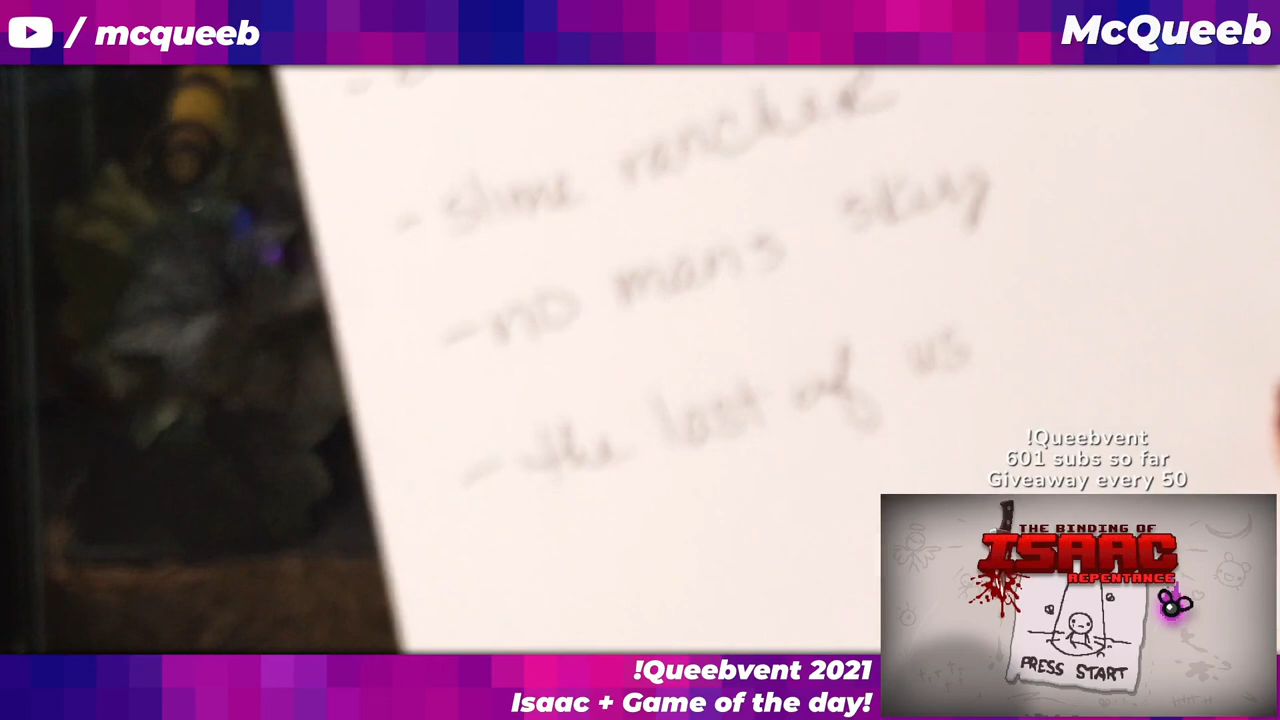 / mcqueeb
McQueeb
- slime rancher
- no mans sky
- the last of us
!Queebvent
601 subs so far
Giveaway every 50
THE BINDING OF
ISAAC
REPENTANCE
PRESS START
!Queebvent 2021
Isaac + Game of the day!